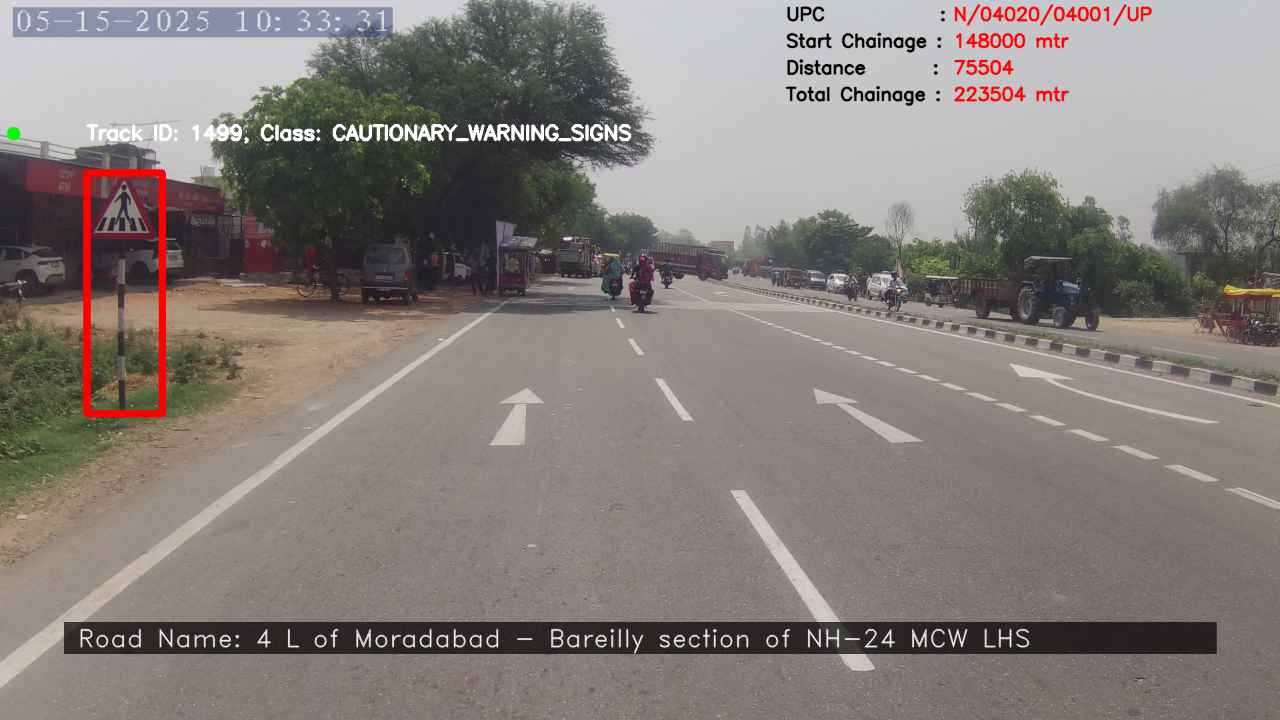 05-15-2025 10:33:31
UPC : N/04020/04001/UP
Start Chainage : 148000 mtr
Distance : 75504
Total Chainage : 223504 mtr
Track ID: 1499, Class: CAUTIONARY_WARNING_SIGNS
Road Name: 4 L of Moradabad - Bareilly section of NH-24 MCW LHS